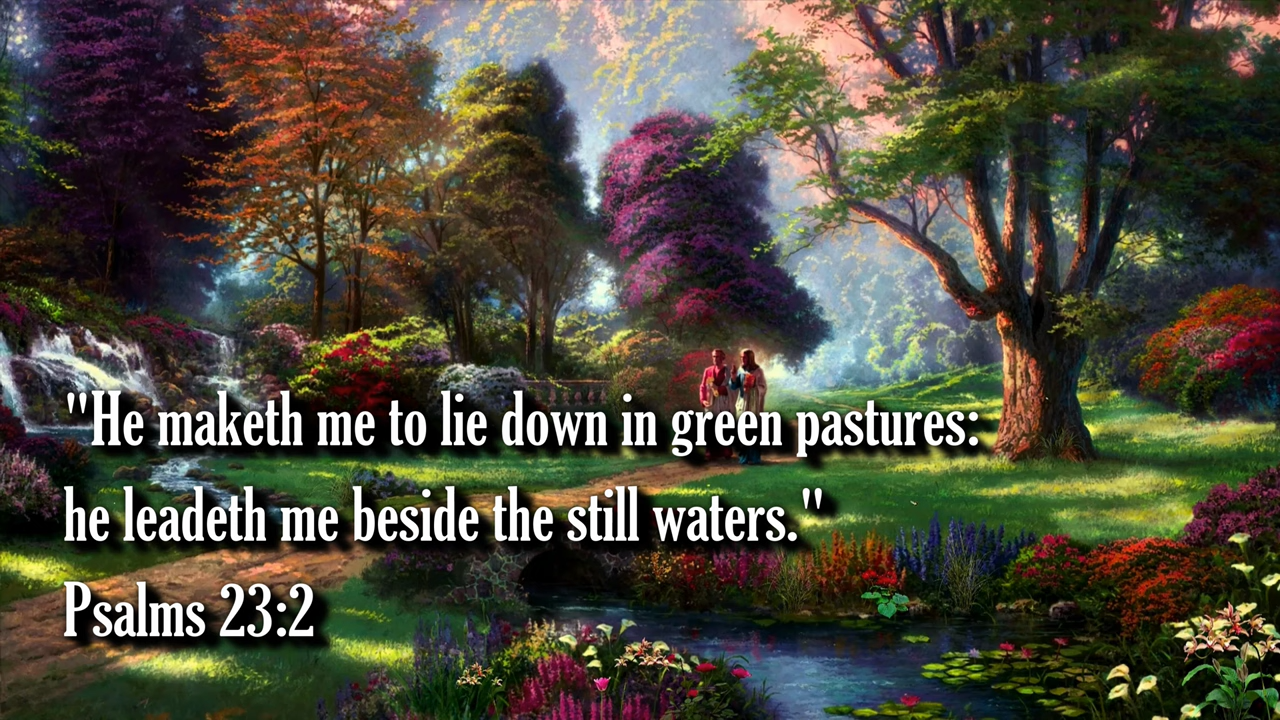 "He maketh me to lie down in green pastures:
he leadeth me beside the still waters."
Psalms 23:2